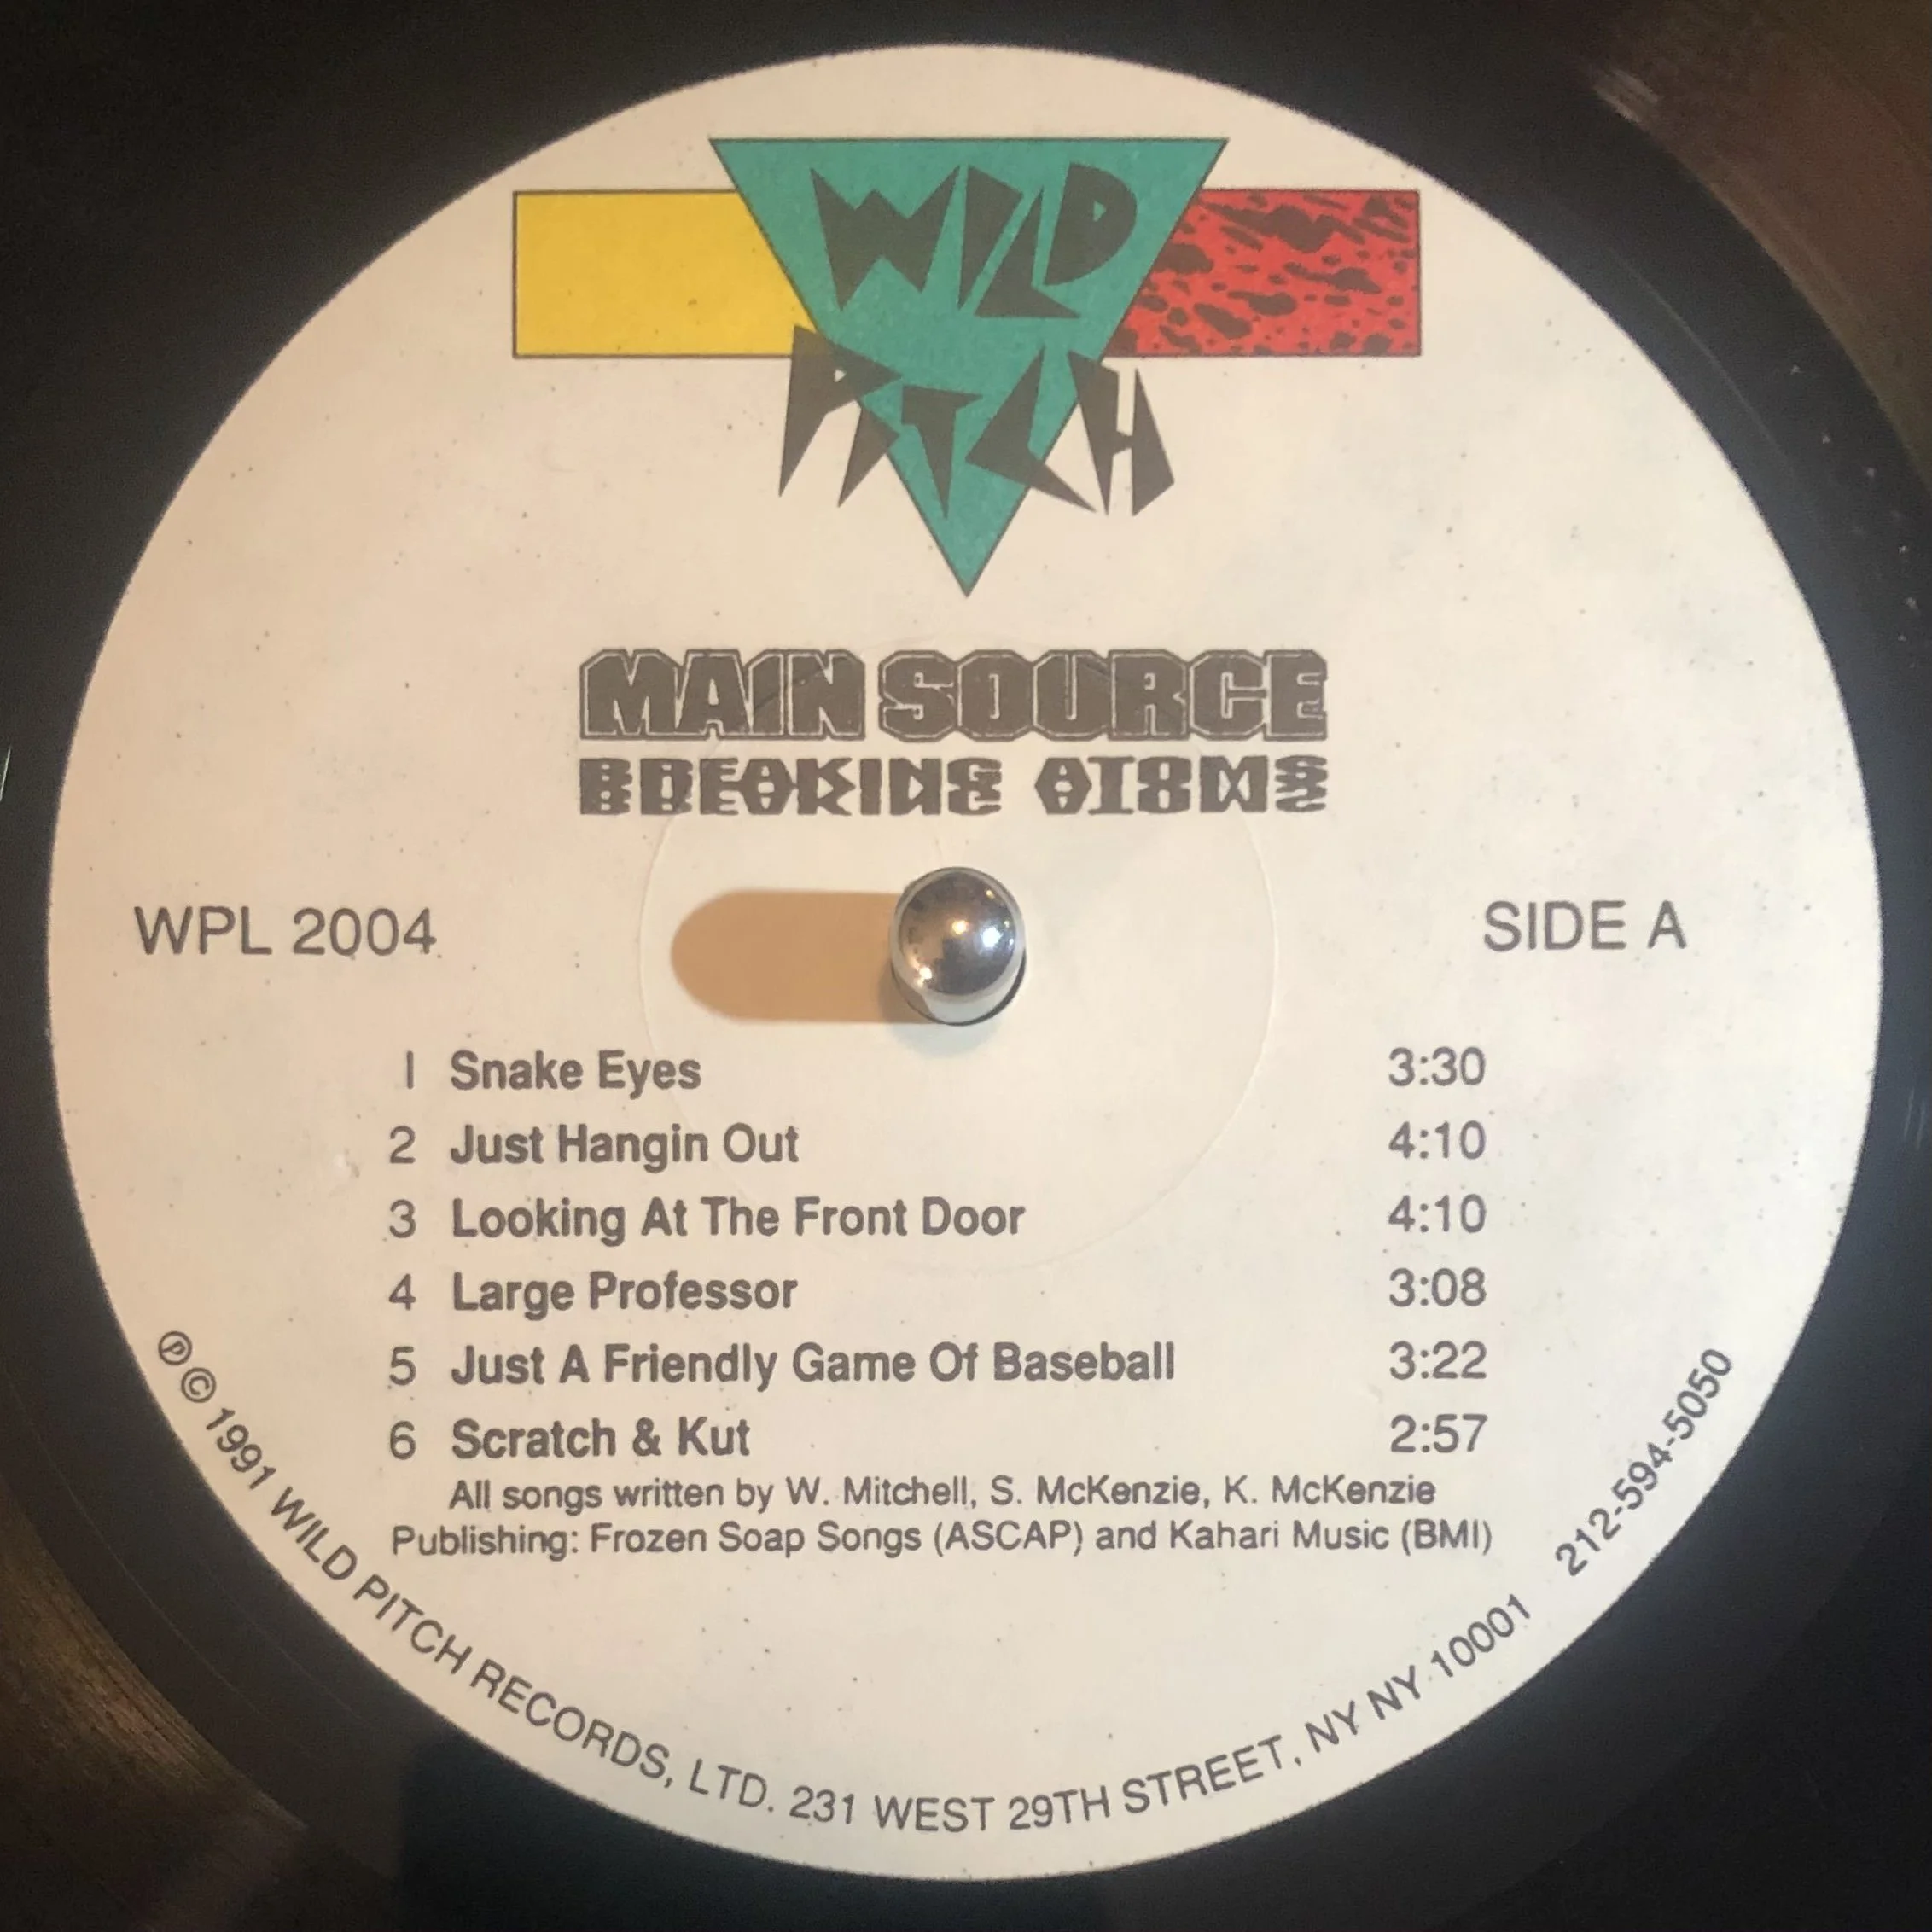 WILD
PITCH
MAIN SOURCE
BREAKING ATOMS
WPL 2004
SIDE A
1 Snake Eyes 3:30
2 Just Hangin Out 4:10
3 Looking At The Front Door 4:10
4 Large Professor 3:08
5 Just A Friendly Game Of Baseball 3:22
6 Scratch & Kut 2:57
All songs written by W. Mitchell, S. McKenzie, K. McKenzie
Publishing: Frozen Soap Songs (ASCAP) and Kahari Music (BMI)
℗© 1991 WILD PITCH RECORDS, LTD. 231 WEST 29TH STREET, NY NY 10001 212-594-5050